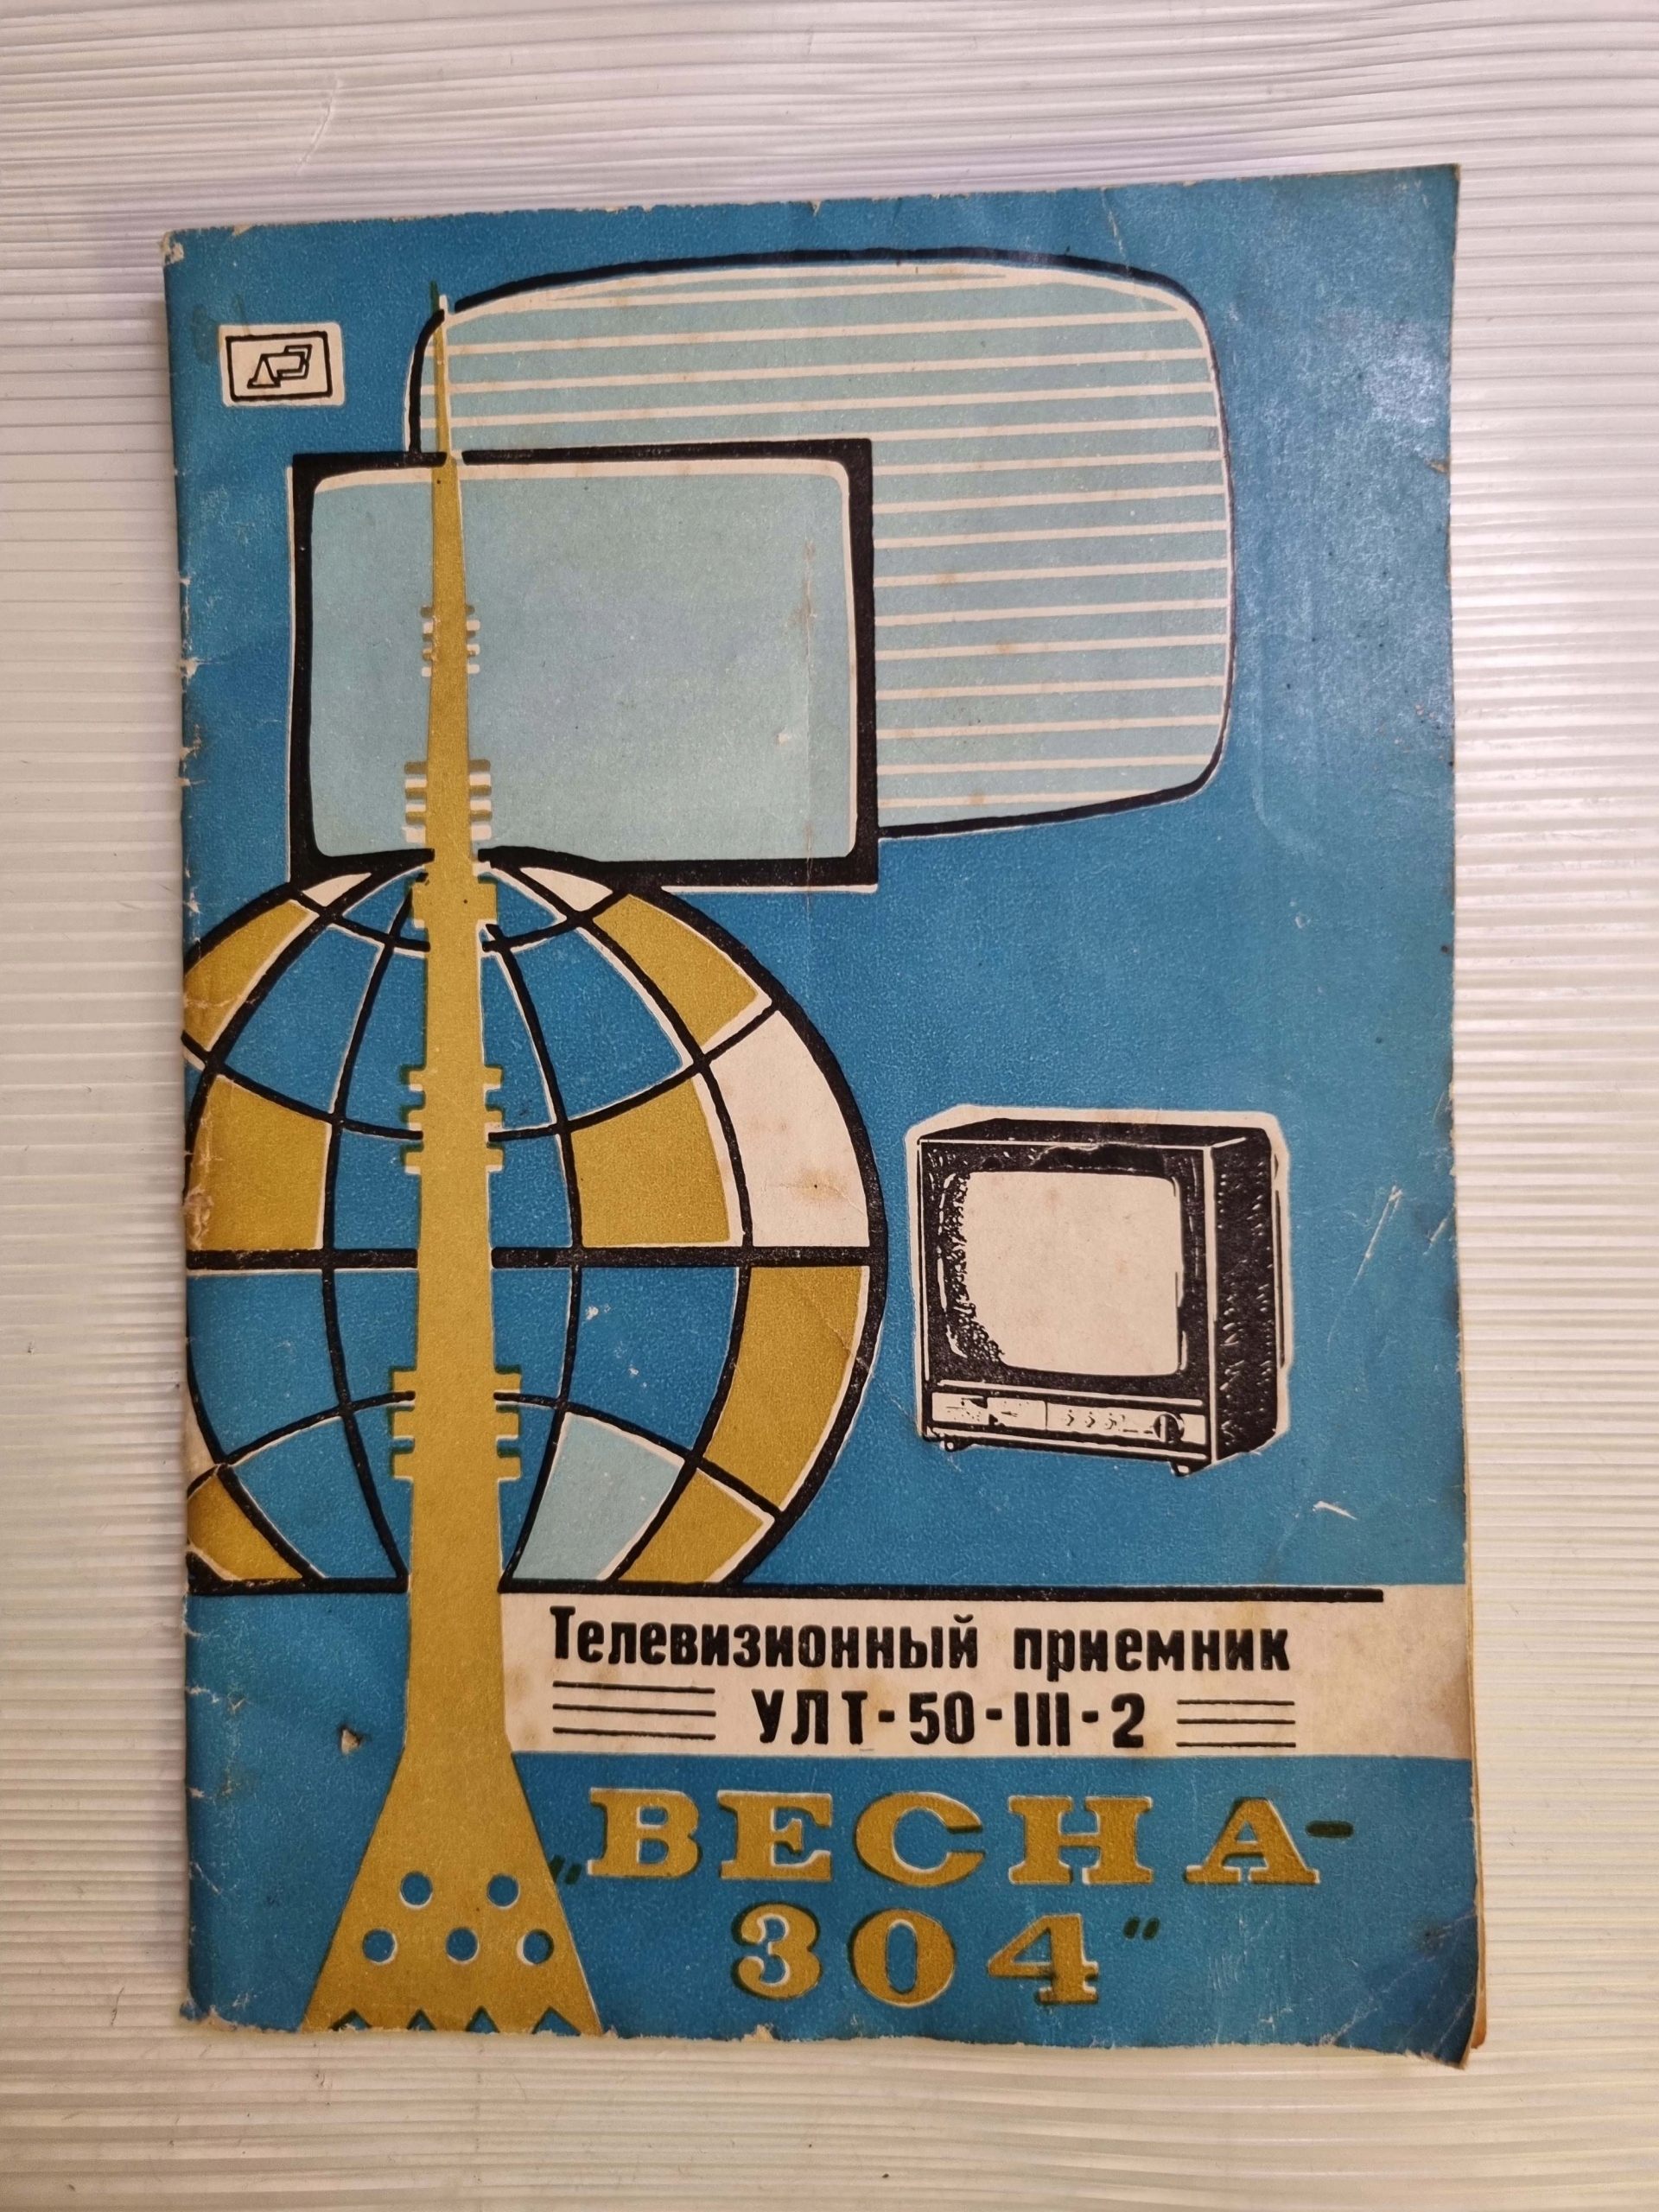 Телевизионный приемник
УЛТ-50-III-2
„ВЕСНА-
304”